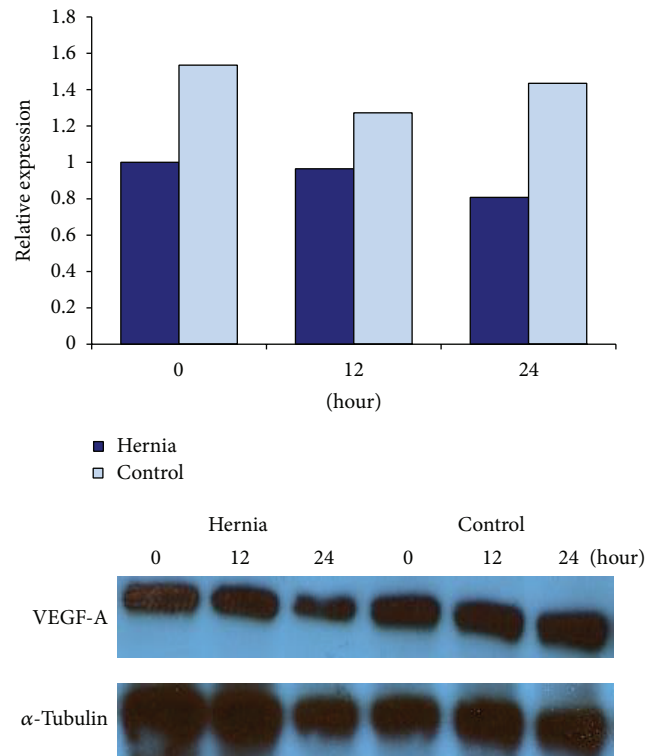 1.8
1.6
1.4
1.2
1
0.8
0.6
0.4
0.2
0
Relative expression
0 12 24
(hour)
Hernia
Control
Hernia Control
0 12 24 0 12 24 (hour)
VEGF-A
α-Tubulin